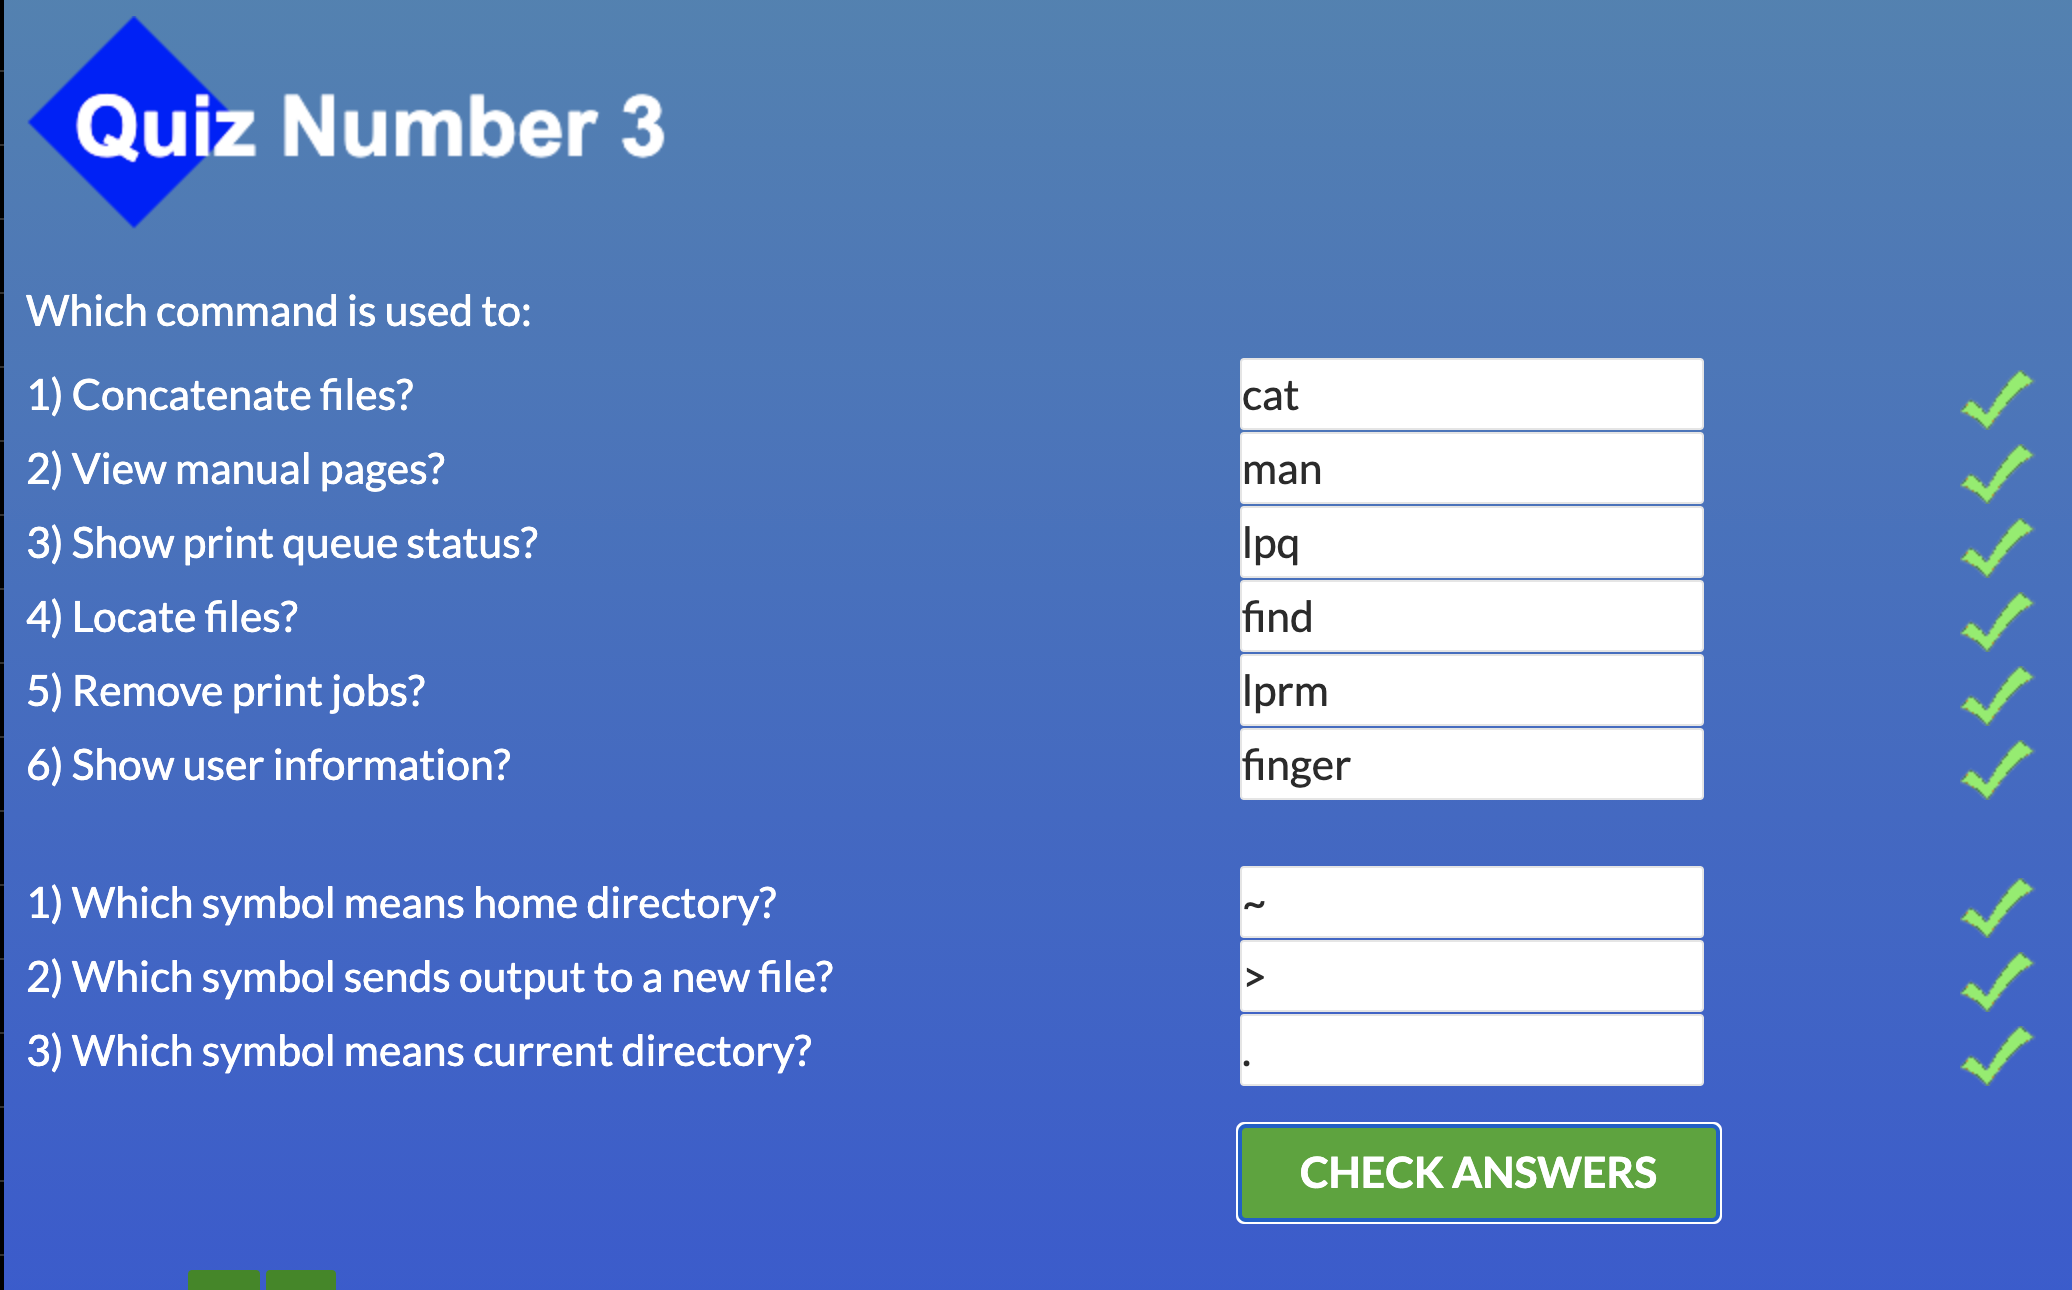 Quiz Number 3
Which command is used to:
1) Concatenate files? cat
2) View manual pages? man
3) Show print queue status? lpq
4) Locate files? find
5) Remove print jobs? lprm
6) Show user information? finger
1) Which symbol means home directory? ~
2) Which symbol sends output to a new file? >
3) Which symbol means current directory? .
CHECK ANSWERS